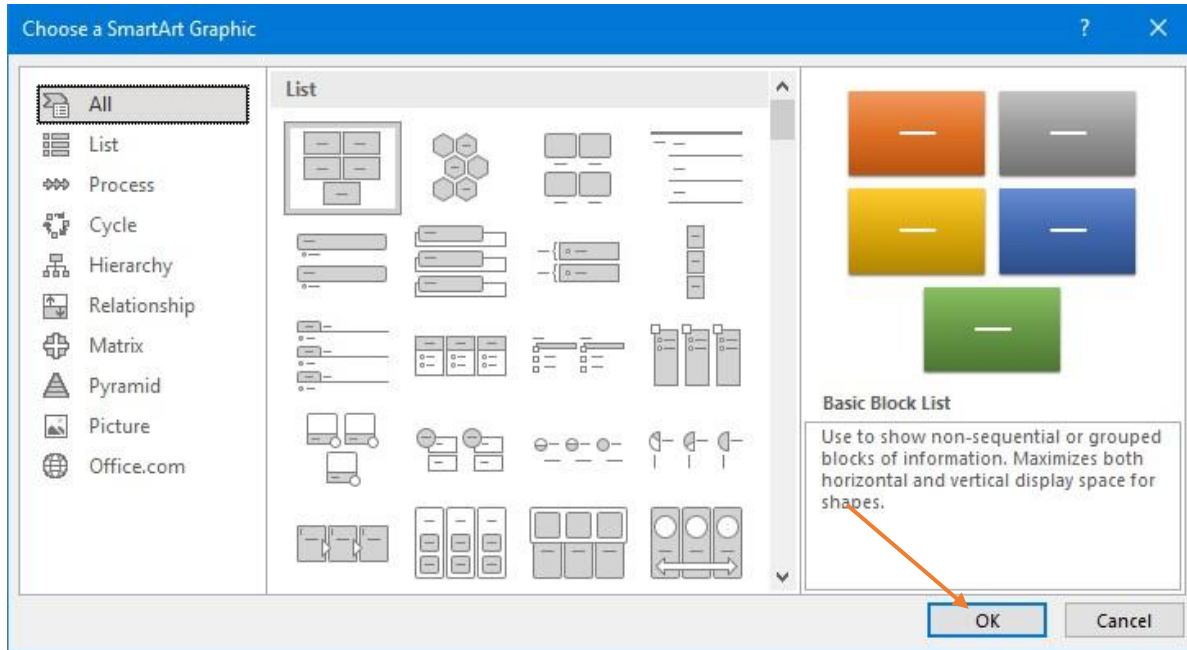 Choose a SmartArt Graphic
?
All
List
Process
Cycle
Hierarchy
Relationship
Matrix
Pyramid
Picture
Office.com
List
Basic Block List
Use to show non-sequential or grouped
blocks of information. Maximizes both
horizontal and vertical display space for
shapes.
OK
Cancel